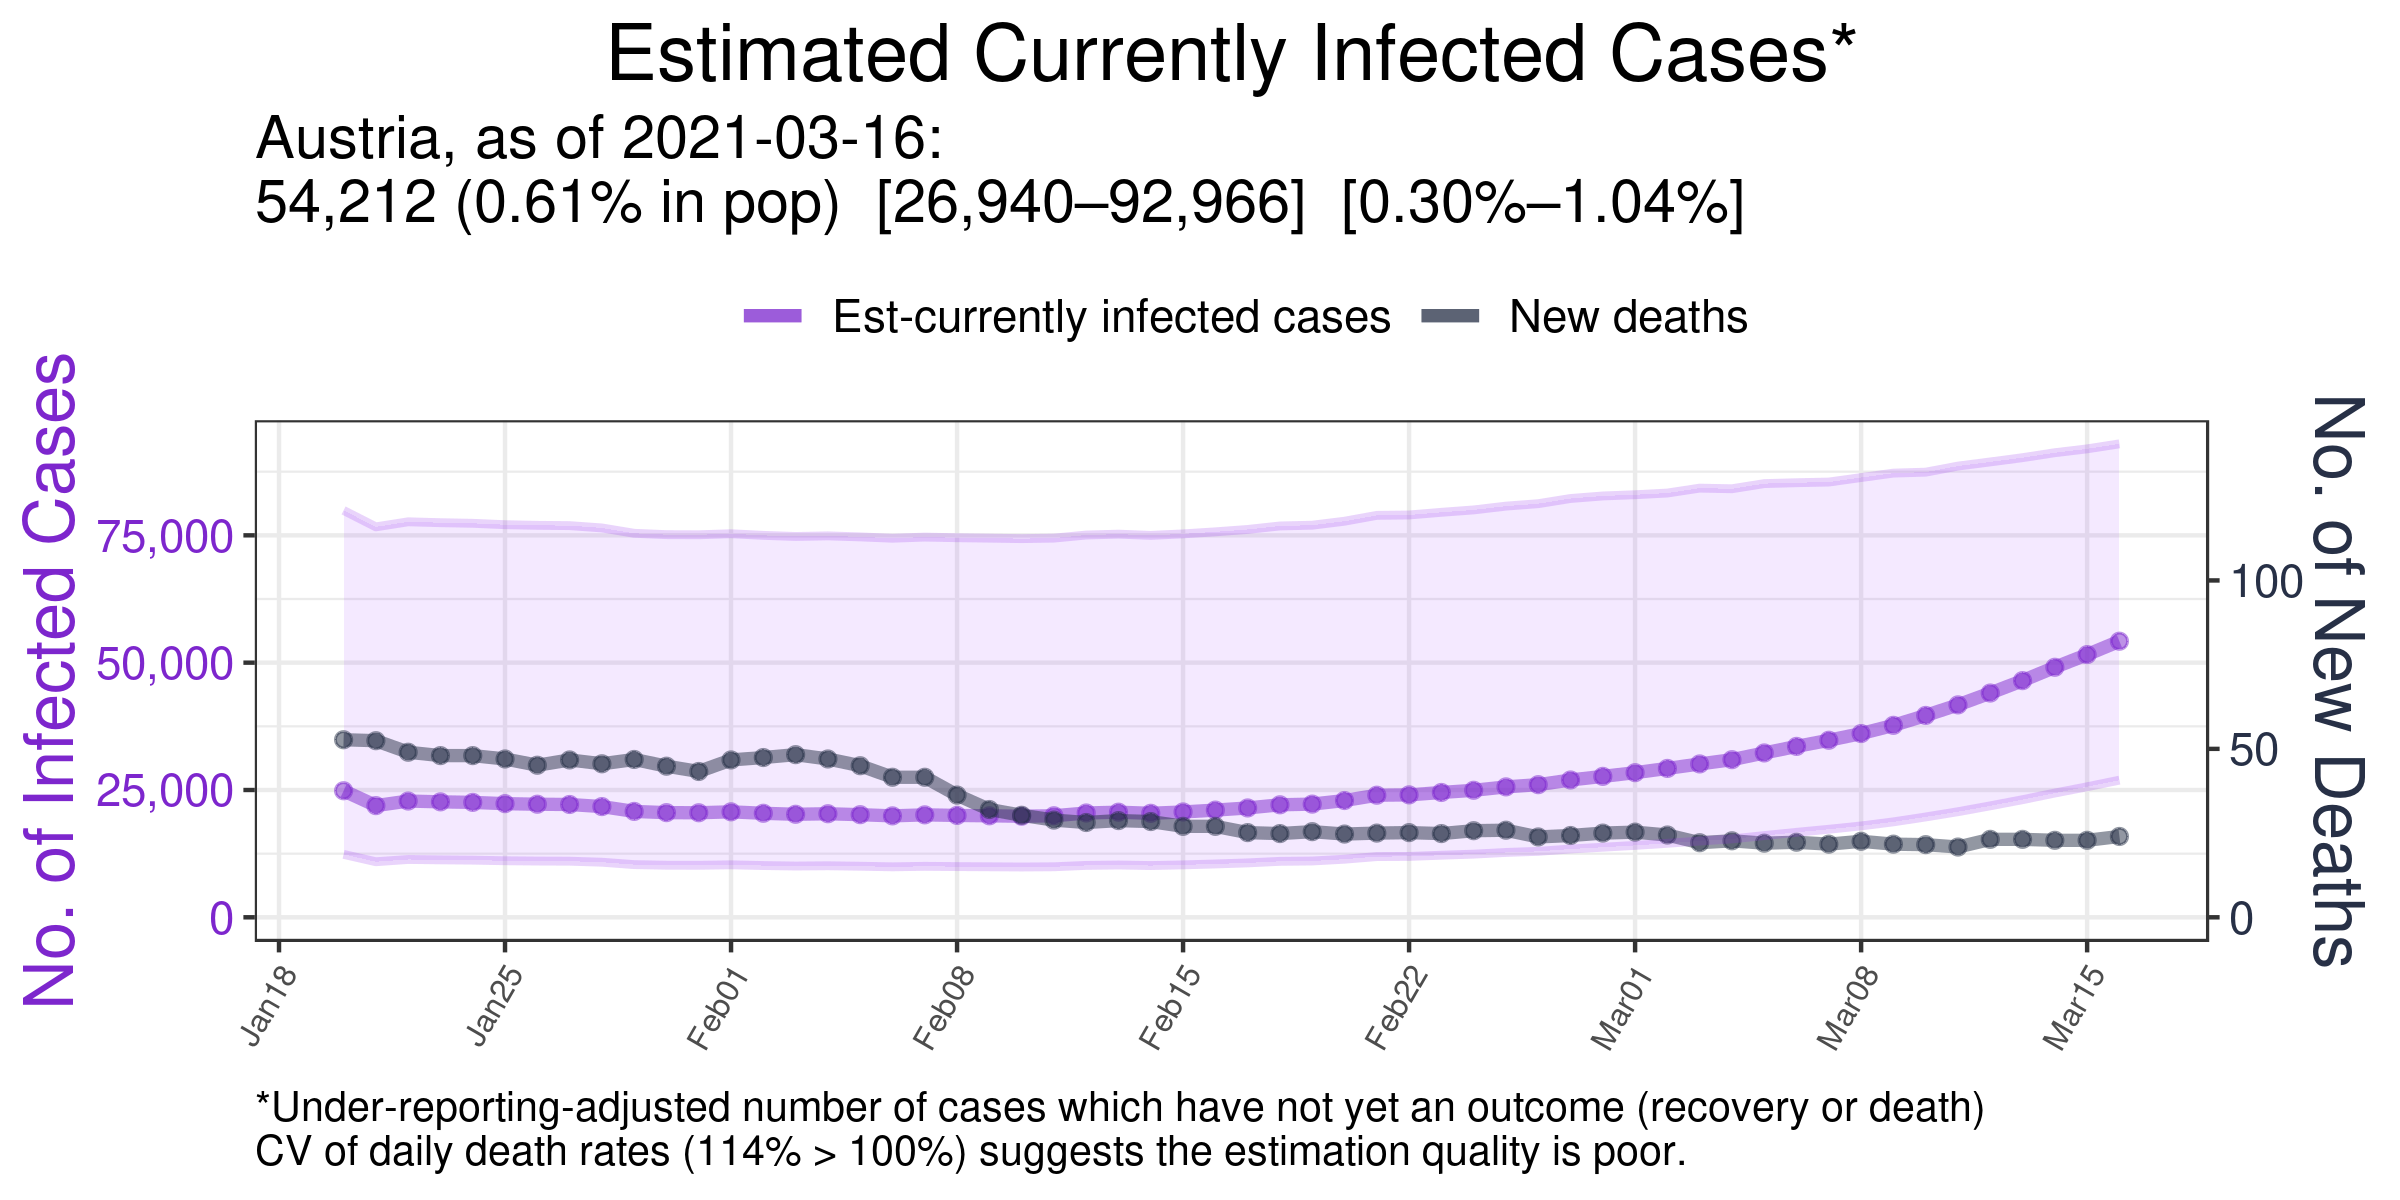 Estimated Currently Infected Cases*
Austria, as of 2021-03-16:
54,212 (0.61% in pop)  [26,940–92,966]  [0.30%–1.04%]
Est-currently infected cases
New deaths
No. of Infected Cases
75,000
50,000
25,000
0
No. of New Deaths
100
50
0
Jan18
Jan25
Feb01
Feb08
Feb15
Feb22
Mar01
Mar08
Mar15
*Under-reporting-adjusted number of cases which have not yet an outcome (recovery or death)
CV of daily death rates (114% > 100%) suggests the estimation quality is poor.